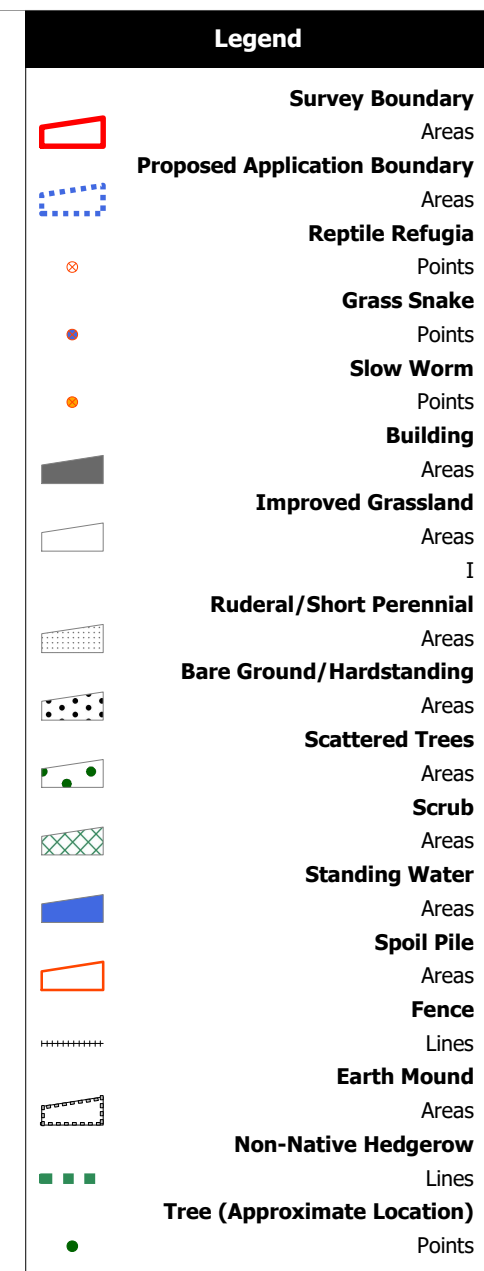 Legend
Survey Boundary
Areas
Proposed Application Boundary
Areas
Reptile Refugia
Points
Grass Snake
Points
Slow Worm
Points
Building
Areas
Improved Grassland
Areas
I
Ruderal/Short Perennial
Areas
Bare Ground/Hardstanding
Areas
Scattered Trees
Areas
Scrub
Areas
Standing Water
Areas
Spoil Pile
Areas
Fence
Lines
Earth Mound
Areas
Non-Native Hedgerow
Lines
Tree (Approximate Location)
Points